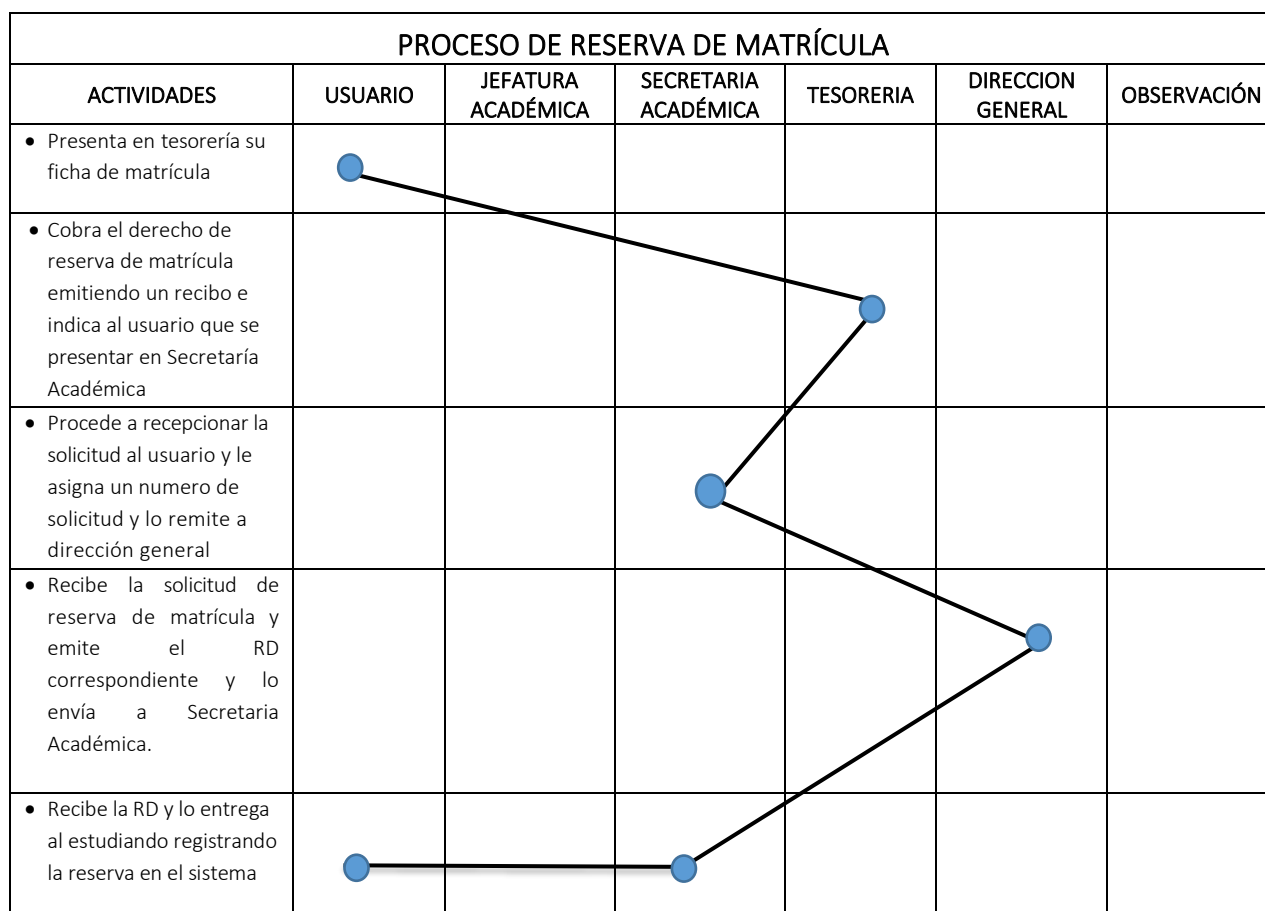 PROCESO DE RESERVA DE MATRÍCULA
ACTIVIDADES
USUARIO
JEFATURA
ACADÉMICA
SECRETARIA
ACADÉMICA
TESORERIA
DIRECCION
GENERAL
OBSERVACIÓN
• Presenta en tesorería su
ficha de matrícula
• Cobra el derecho de
reserva de matrícula
emitiendo un recibo e
indica al usuario que se
presentar en Secretaría
Académica
• Procede a recepcionar la
solicitud al usuario y le
asigna un numero de
solicitud y lo remite a
dirección general
• Recibe la solicitud de
reserva de matrícula y
emite el RD
correspondiente y lo
envía a Secretaria
Académica.
• Recibe la RD y lo entrega
al estudiando registrando
la reserva en el sistema